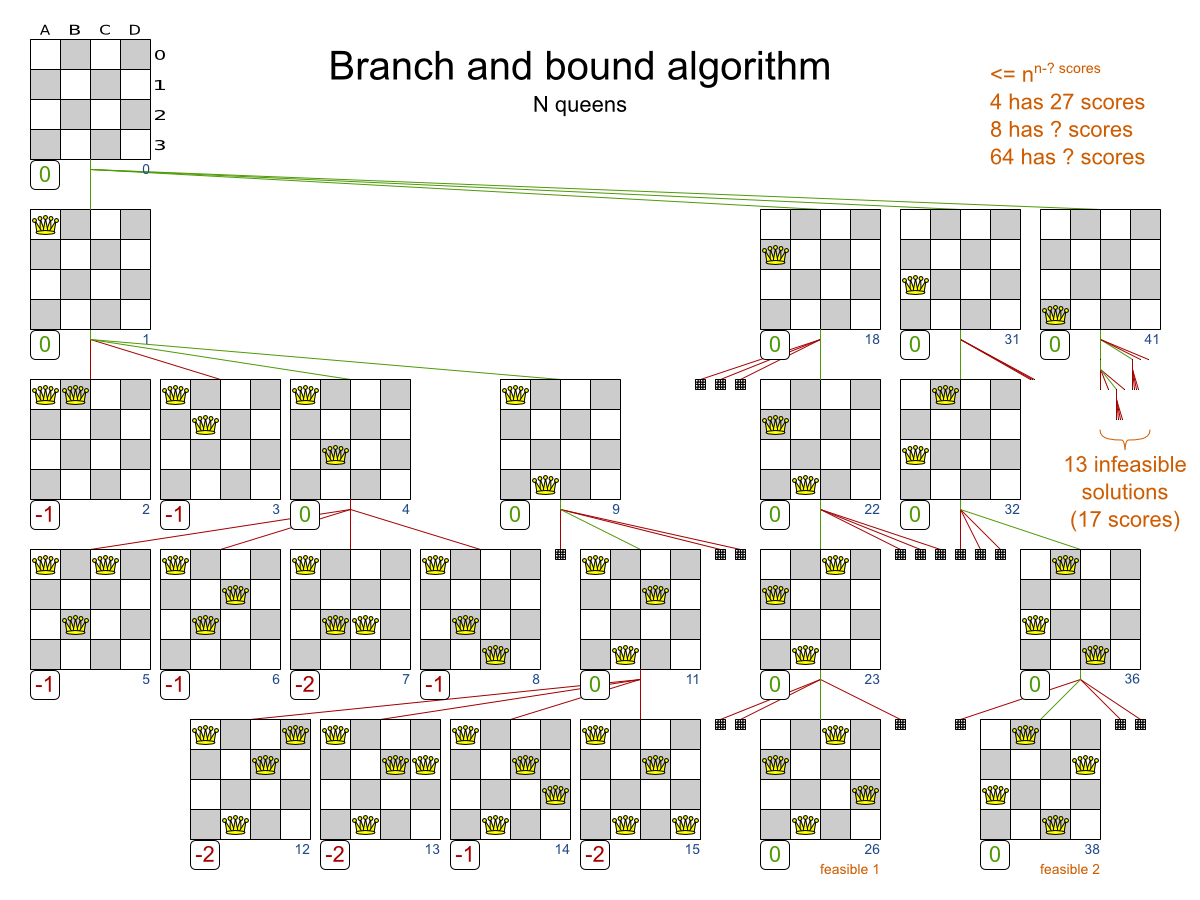 A B C D
0
1
2
3
Branch and bound algorithm
N queens
<= n^n-? scores
4 has 27 scores
8 has ? scores
64 has ? scores
0 0
0 1
0 18
0 31
0 41
-1 2
-1 3
0 4
0 9
0 22
0 32
13 infeasible
solutions
(17 scores)
-1 5
-1 6
-2 7
-1 8
0 11
0 23
0 36
-2 12
-2 13
-1 14
-2 15
0 26
0 38
feasible 1
feasible 2